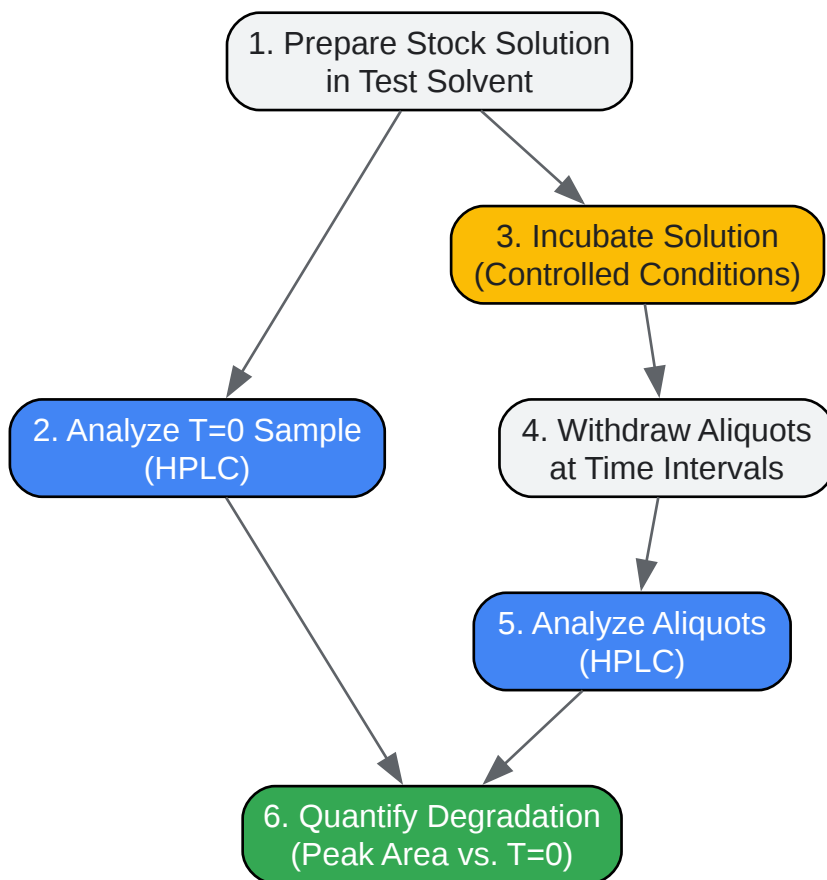 1. Prepare Stock Solution
in Test Solvent
3. Incubate Solution
(Controlled Conditions)
2. Analyze T=0 Sample
(HPLC)
4. Withdraw Aliquots
at Time Intervals
5. Analyze Aliquots
(HPLC)
6. Quantify Degradation
(Peak Area vs. T=0)